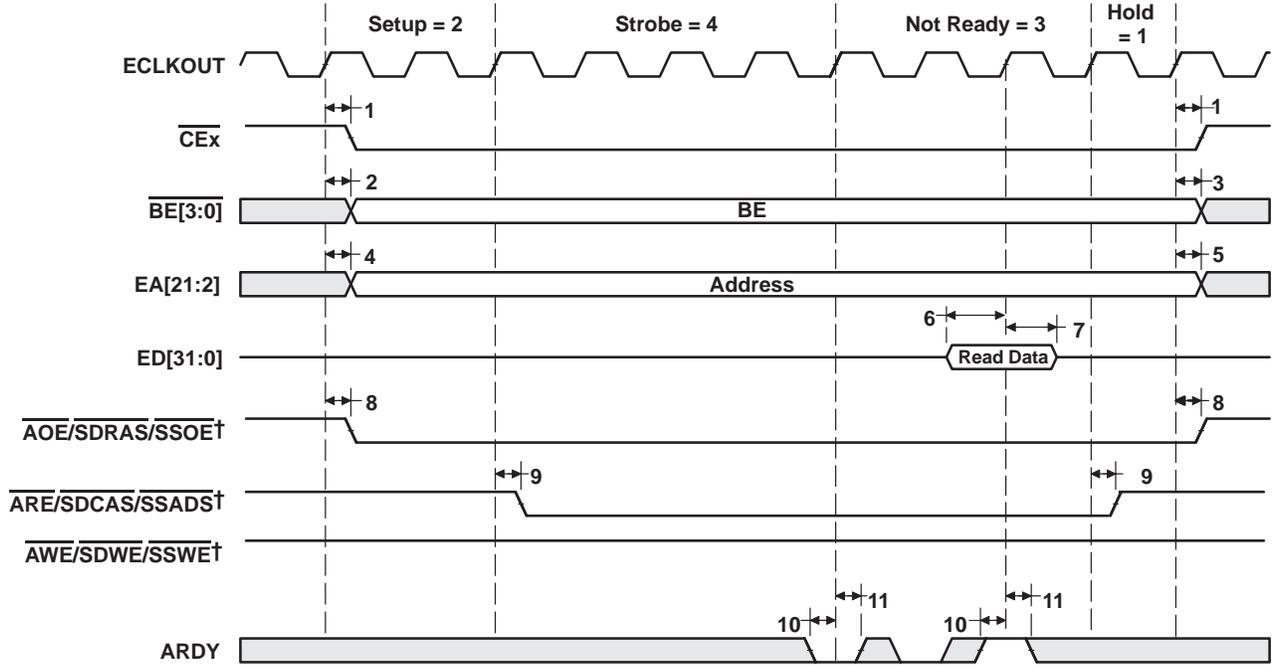 Setup = 2
Strobe = 4
Not Ready = 3
Hold
= 1
ECLKOUT
1
1
CEx
2
3
BE[3:0]
BE
4
5
EA[21:2]
Address
6
7
ED[31:0]
Read Data
8
8
AOE/SDRAS/SSOE†
9
9
ARE/SDCAS/SSADS†
AWE/SDWE/SSWE†
11
11
10
10
ARDY